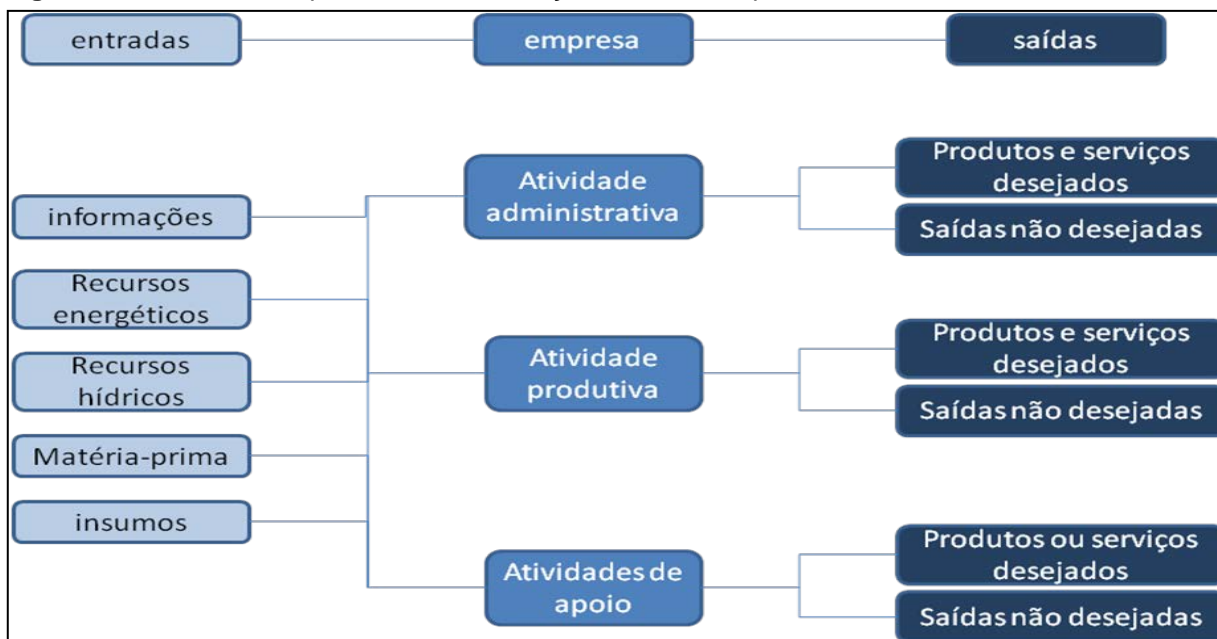 entradas
empresa
saídas
informações
Recursos
energéticos
Recursos
hídricos
Matéria-prima
insumos
Atividade
administrativa
Atividade
produtiva
Atividades de
apoio
Produtos e serviços
desejados
Saídas não desejadas
Produtos e serviços
desejados
Saídas não desejadas
Produtos ou serviços
desejados
Saídas não desejadas